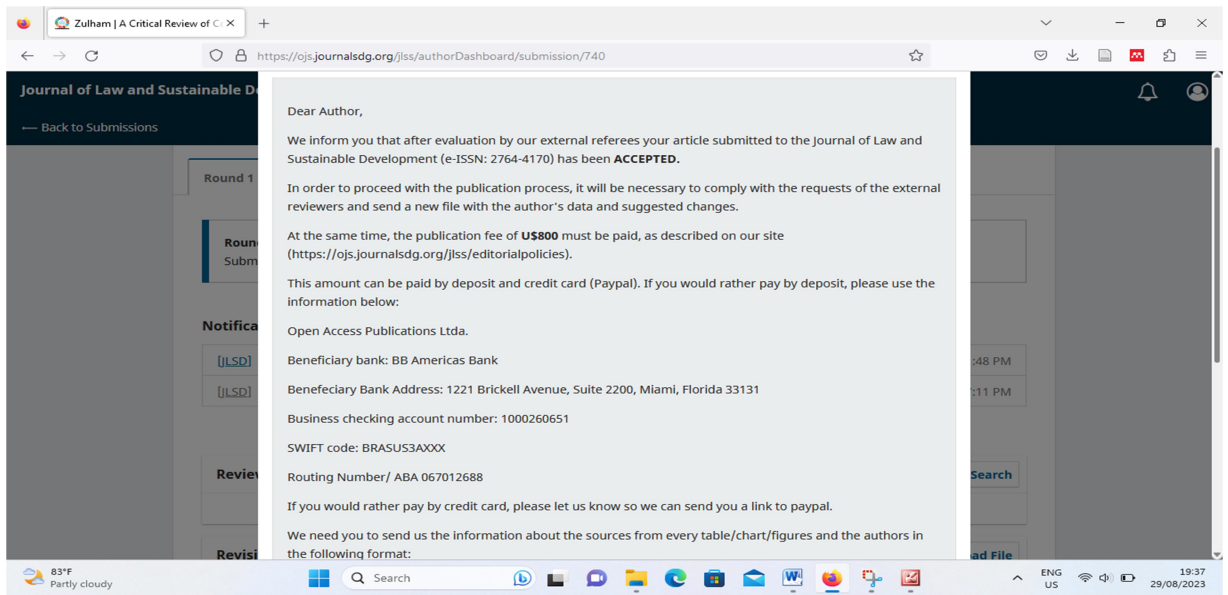 Zulham | A Critical Review of Co
https://ojs.journalsdg.org/jlss/authorDashboard/submission/740
Journal of Law and Sustainable D
← Back to Submissions
Round 1
Dear Author,
We inform you that after evaluation by our external referees your article submitted to the Journal of Law and
Sustainable Development (e-ISSN: 2764-4170) has been ACCEPTED.
In order to proceed with the publication process, it will be necessary to comply with the requests of the external
reviewers and send a new file with the author's data and suggested changes.
At the same time, the publication fee of U$800 must be paid, as described on our site
(https://ojs.journalsdg.org/jlss/editorialpolicies).
This amount can be paid by deposit and credit card (Paypal). If you would rather pay by deposit, please use the
information below:
Open Access Publications Ltda.
Beneficiary bank: BB Americas Bank
Benefeciary Bank Address: 1221 Brickell Avenue, Suite 2200, Miami, Florida 33131
Business checking account number: 1000260651
SWIFT code: BRASUS3AXXX
Routing Number/ ABA 067012688
If you would rather pay by credit card, please let us know so we can send you a link to paypal.
We need you to send us the information about the sources from every table/chart/figures and the authors in
the following format:
Roun
Subm
Notifica
[JLSD] :48 PM
[JLSD] :11 PM
Review Search
Revisi ad File
83°F
Partly cloudy
Search
ENG
US
19:37
29/08/2023